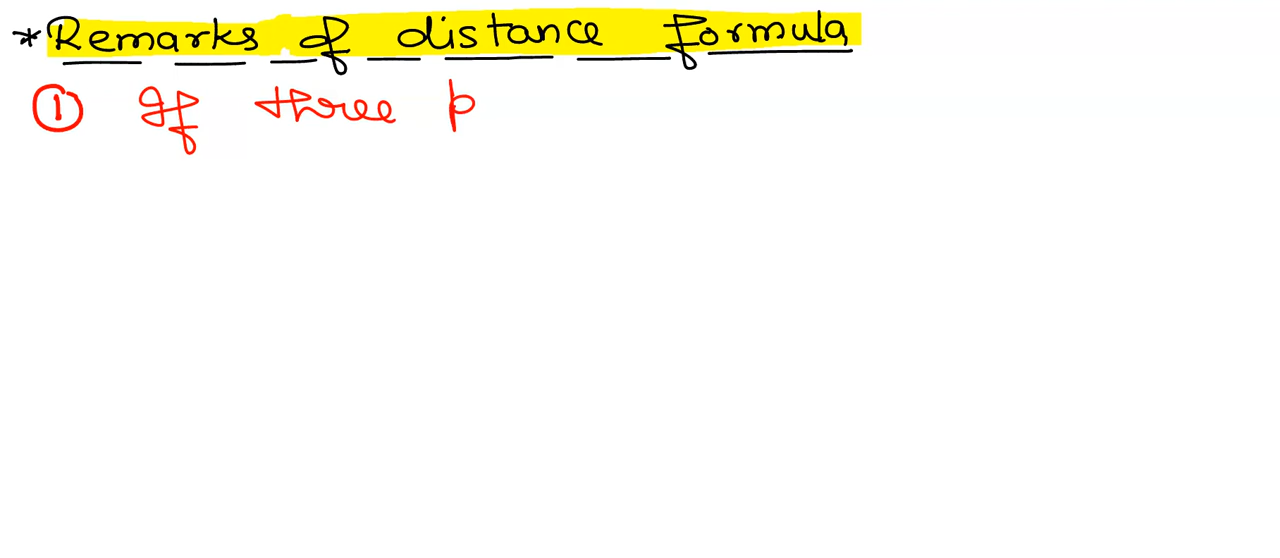 * Remarks of distance formula
① If three p